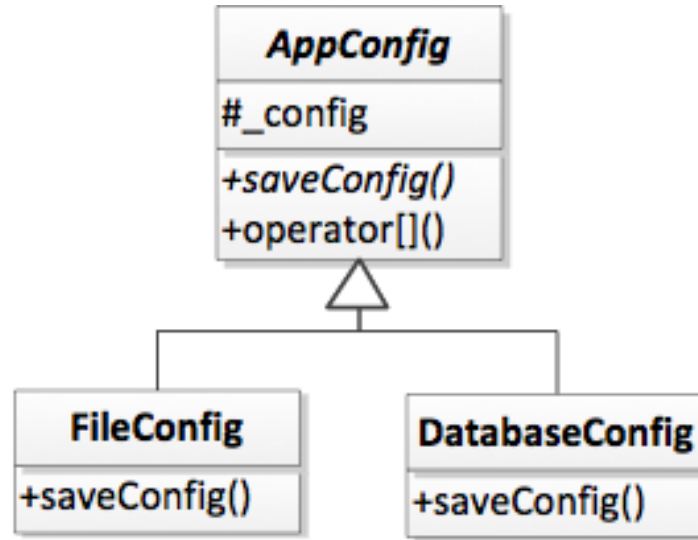 AppConfig
#_config
+saveConfig()
+operator[]()
FileConfig
+saveConfig()
DatabaseConfig
+saveConfig()